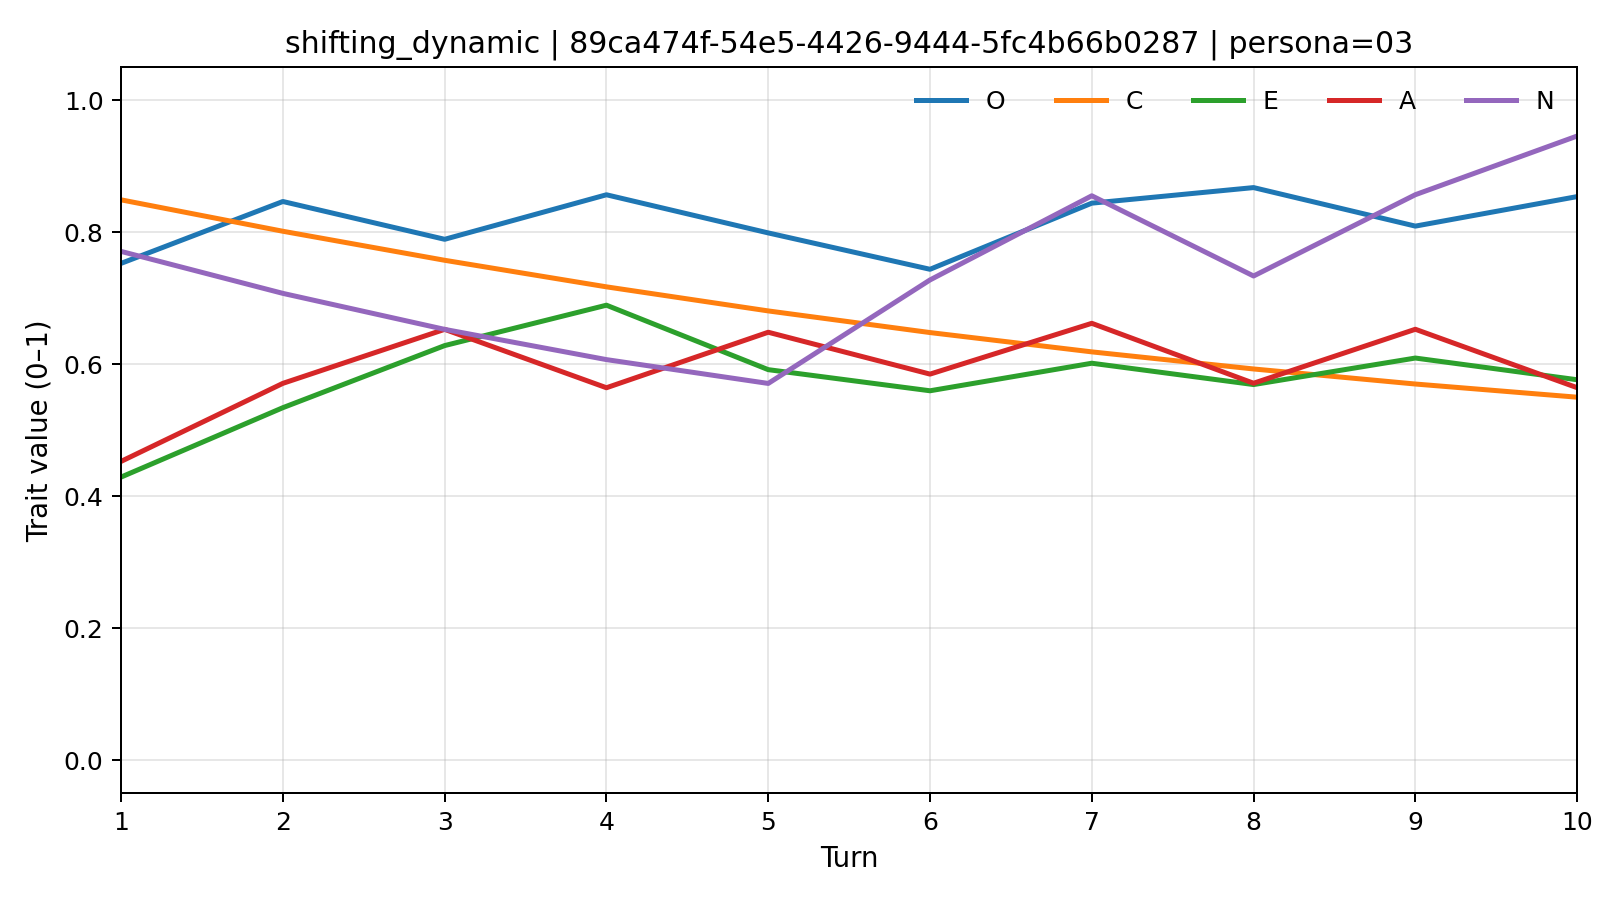 shifting_dynamic | 89ca474f-54e5-4426-9444-5fc4b66b0287 | persona=03
O C E A N
1.0
0.8
0.6
0.4
0.2
0.0
Trait value (0–1)
1 2 3 4 5 6 7 8 9 10
Turn